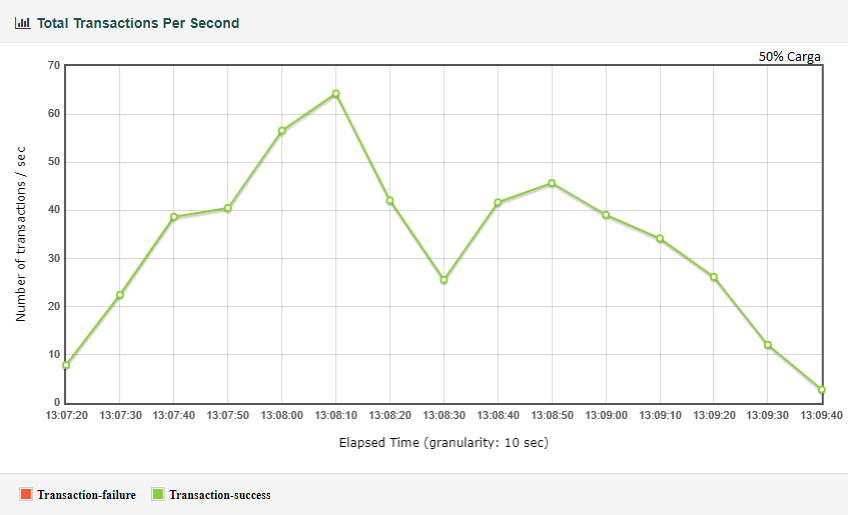 Total Transactions Per Second
50% Carga
70
60
50
40
30
20
10
0
Number of transactions / sec
13:07:20 13:07:30 13:07:40 13:07:50 13:08:00 13:08:10 13:08:20 13:08:30 13:08:40 13:08:50 13:09:00 13:09:10 13:09:20 13:09:30 13:09:40
Elapsed Time (granularity: 10 sec)
Transaction-failure Transaction-success